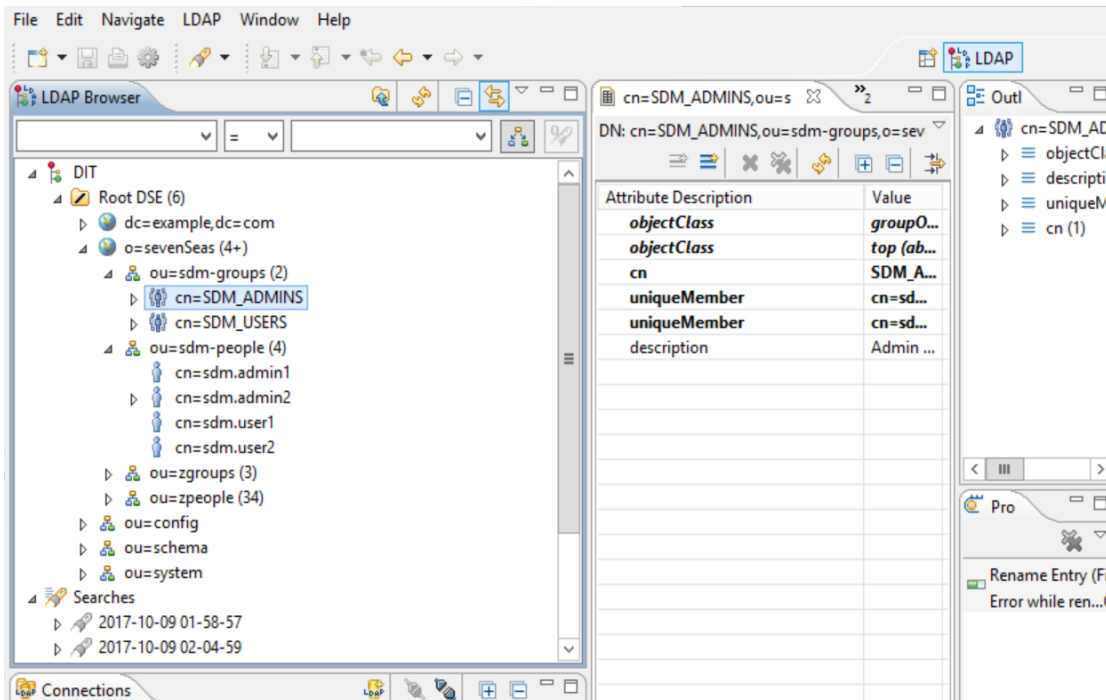 File Edit Navigate LDAP Window Help
LDAP
LDAP Browser
=
DIT
Root DSE (6)
dc=example,dc=com
o=sevenSeas (4+)
ou=sdm-groups (2)
cn=SDM_ADMINS
cn=SDM_USERS
ou=sdm-people (4)
cn=sdm.admin1
cn=sdm.admin2
cn=sdm.user1
cn=sdm.user2
ou=zgroups (3)
ou=zpeople (34)
ou=config
ou=schema
ou=system
Searches
2017-10-09 01-58-57
2017-10-09 02-04-59
Connections
cn=SDM_ADMINS,ou=s
»2
DN: cn=SDM_ADMINS,ou=sdm-groups,o=sev
Attribute Description Value
objectClass groupO...
objectClass top (ab...
cn SDM_A...
uniqueMember cn=sd...
uniqueMember cn=sd...
description Admin ...
Outl
cn=SDM_AD
objectCl
descripti
uniqueM
cn (1)
Pro
Rename Entry (Fi
Error while ren...